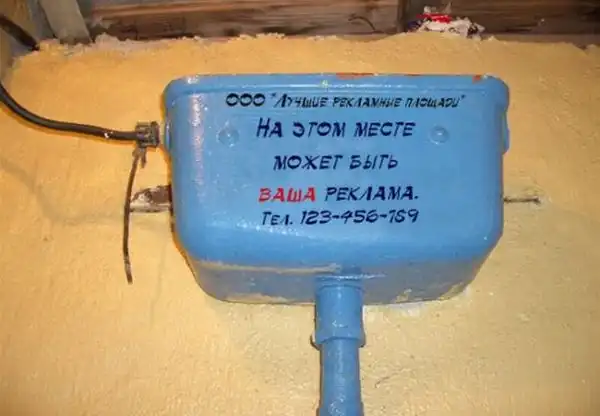 ООО "Лучшие рекламные площади"
На этом месте
может быть
ВАША реклама.
Тел. 123-456-789